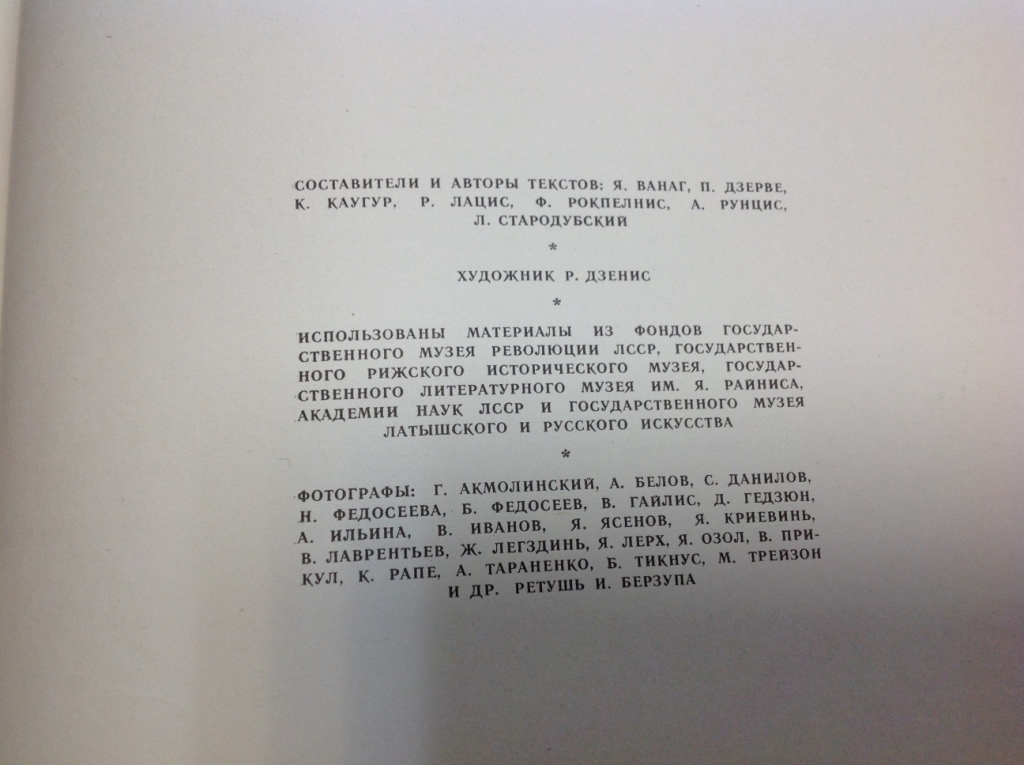 СОСТАВИТЕЛИ И АВТОРЫ ТЕКСТОВ: Я. ВАНАГ, П. ДЗЕРВЕ,
К. КАУГУР, Р. ЛАЦИС, Ф. РОКПЕЛНИС, А. РУНЦИС,
Л. СТАРОДУБСКИЙ
*
ХУДОЖНИК Р. ДЗЕНИС
*
ИСПОЛЬЗОВАНЫ МАТЕРИАЛЫ ИЗ ФОНДОВ ГОСУДАР-
СТВЕННОГО МУЗЕЯ РЕВОЛЮЦИИ ЛССР, ГОСУДАРСТВЕН-
НОГО РИЖСКОГО ИСТОРИЧЕСКОГО МУЗЕЯ, ГОСУДАР-
СТВЕННОГО ЛИТЕРАТУРНОГО МУЗЕЯ ИМ. Я. РАЙНИСА,
АКАДЕМИИ НАУК ЛССР И ГОСУДАРСТВЕННОГО МУЗЕЯ
ЛАТЫШСКОГО И РУССКОГО ИСКУССТВА
*
ФОТОГРАФЫ: Г. АКМОЛИНСКИЙ, А. БЕЛОВ, С. ДАНИЛОВ,
Н. ФЕДОСЕЕВА, Б. ФЕДОСЕЕВ, В. ГАЙЛИС, Д. ГЕДЗЮН,
А. ИЛЬИНА, В. ИВАНОВ, Я. ЯСЕНОВ, Я. КРИЕВИНЬ,
В. ЛАВРЕНТЬЕВ, Ж. ЛЕГЗДИНЬ, Я. ЛЕРХ, Я. ОЗОЛ, В. ПРИ-
КУЛ, К. РАПЕ, А. ТАРАНЕНКО, Б. ТИКНУС, М. ТРЕЙЗОН
И ДР. РЕТУШЬ И. БЕРЗУПА